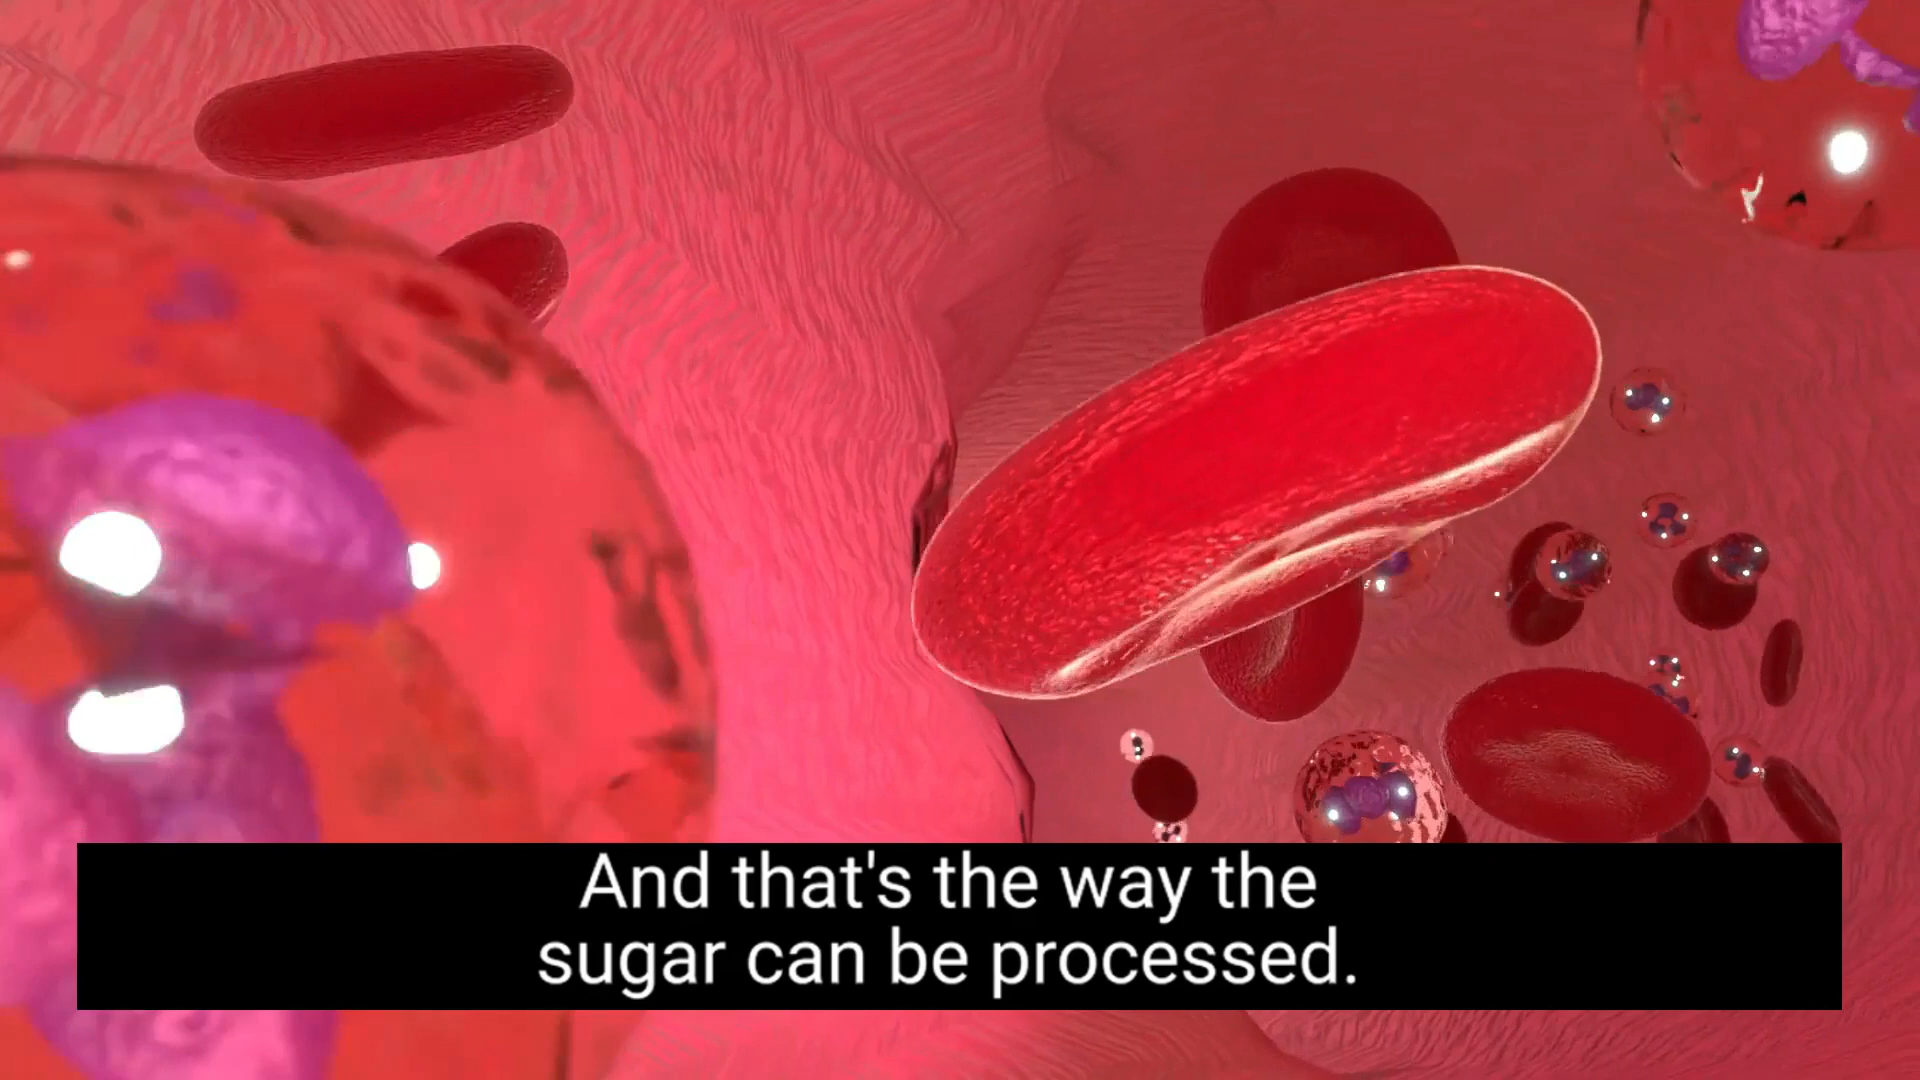 And that's the way the
sugar can be processed.